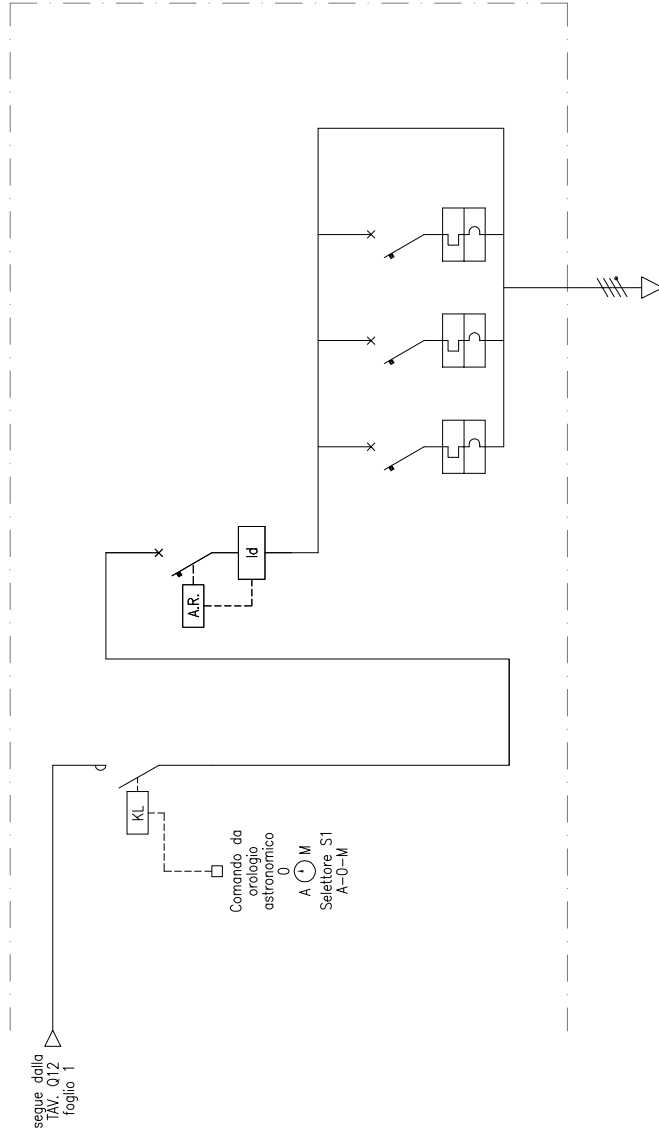 segue dalla
TAV. Q12
foglio 1
KL
Comando da
orologio
astronomico
0
A M
Selettore S1
A-0-M
A.R.
Id